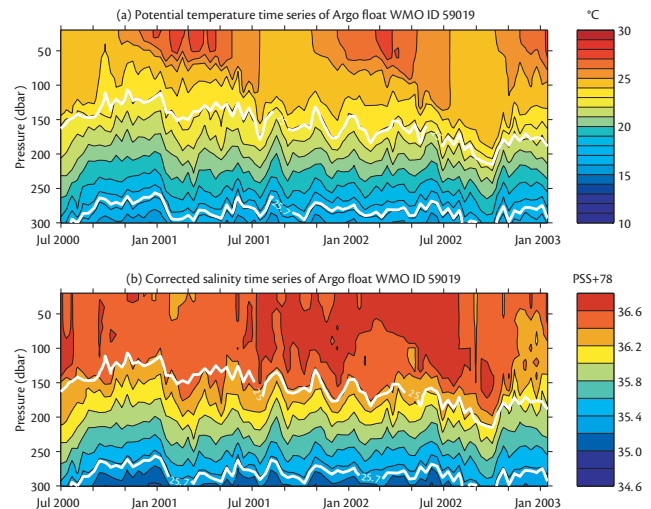 (a) Potential temperature time series of Argo float WMO ID 59019
°C
50
100
150
200
250
300
Pressure (dbar)
25.7
30
25
20
15
10
Jul 2000
Jan 2001
Jul 2001
Jan 2002
Jul 2002
Jan 2003
(b) Corrected salinity time series of Argo float WMO ID 59019
PSS+78
50
100
150
200
250
300
Pressure (dbar)
25.7
25.7
36.6
36.2
35.8
35.4
35.0
34.6
Jul 2000
Jan 2001
Jul 2001
Jan 2002
Jul 2002
Jan 2003